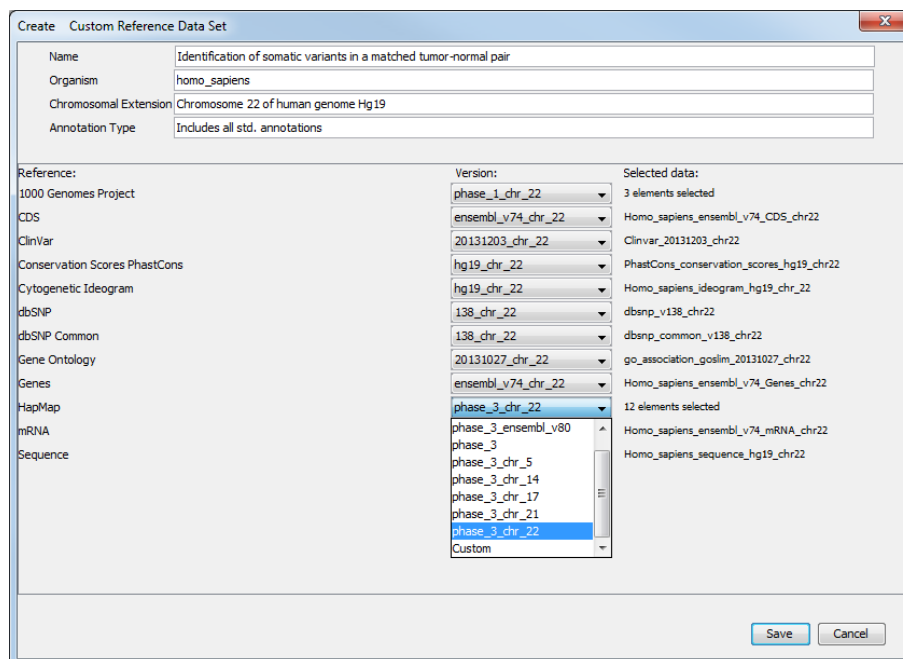 Create Custom Reference Data Set
Name Identification of somatic variants in a matched tumor-normal pair
Organism homo_sapiens
Chromosomal Extension Chromosome 22 of human genome Hg19
Annotation Type Includes all std. annotations
Reference: Version: Selected data:
1000 Genomes Project phase_1_chr_22 3 elements selected
CDS ensembl_v74_chr_22 Homo_sapiens_ensembl_v74_CDS_chr22
ClinVar 20131203_chr_22 Clinvar_20131203_chr22
Conservation Scores PhastCons hg19_chr_22 PhastCons_conservation_scores_hg19_chr22
Cytogenetic Ideogram hg19_chr_22 Homo_sapiens_ideogram_hg19_chr_22
dbSNP 138_chr_22 dbsnp_v138_chr22
dbSNP Common 138_chr_22 dbsnp_common_v138_chr22
Gene Ontology 20131027_chr_22 go_association_goslim_20131027_chr22
Genes ensembl_v74_chr_22 Homo_sapiens_ensembl_v74_Genes_chr22
HapMap phase_3_chr_22 12 elements selected
mRNA phase_3_ensembl_v80 Homo_sapiens_ensembl_v74_mRNA_chr22
phase_3
Sequence phase_3_chr_5 Homo_sapiens_sequence_hg19_chr22
phase_3_chr_14
phase_3_chr_17
phase_3_chr_21
phase_3_chr_22
Custom
Save Cancel